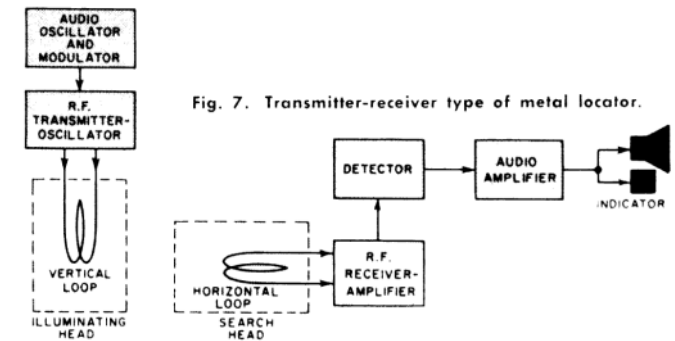 AUDIO
OSCILLATOR
AND
MODULATOR
R.F.
TRANSMITTER-
OSCILLATOR
VERTICAL
LOOP
ILLUMINATING
HEAD
Fig. 7. Transmitter-receiver type of metal locator.
HORIZONTAL
LOOP
SEARCH
HEAD
R.F.
RECEIVER-
AMPLIFIER
DETECTOR
AUDIO
AMPLIFIER
INDICATOR